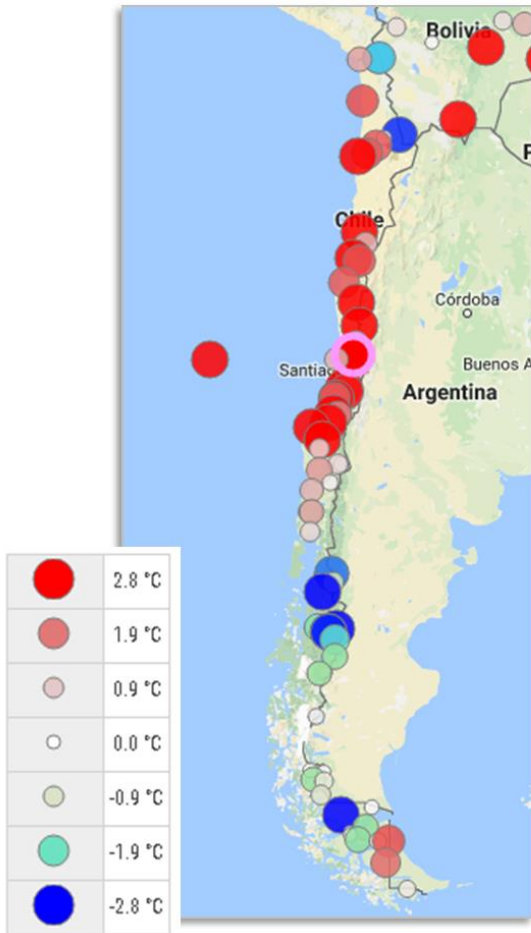 Bolivia
P
Chile
Córdoba
Santiag
Buenos A
Argentina
2.8 °C
1.9 °C
0.9 °C
0.0 °C
-0.9 °C
-1.9 °C
-2.8 °C